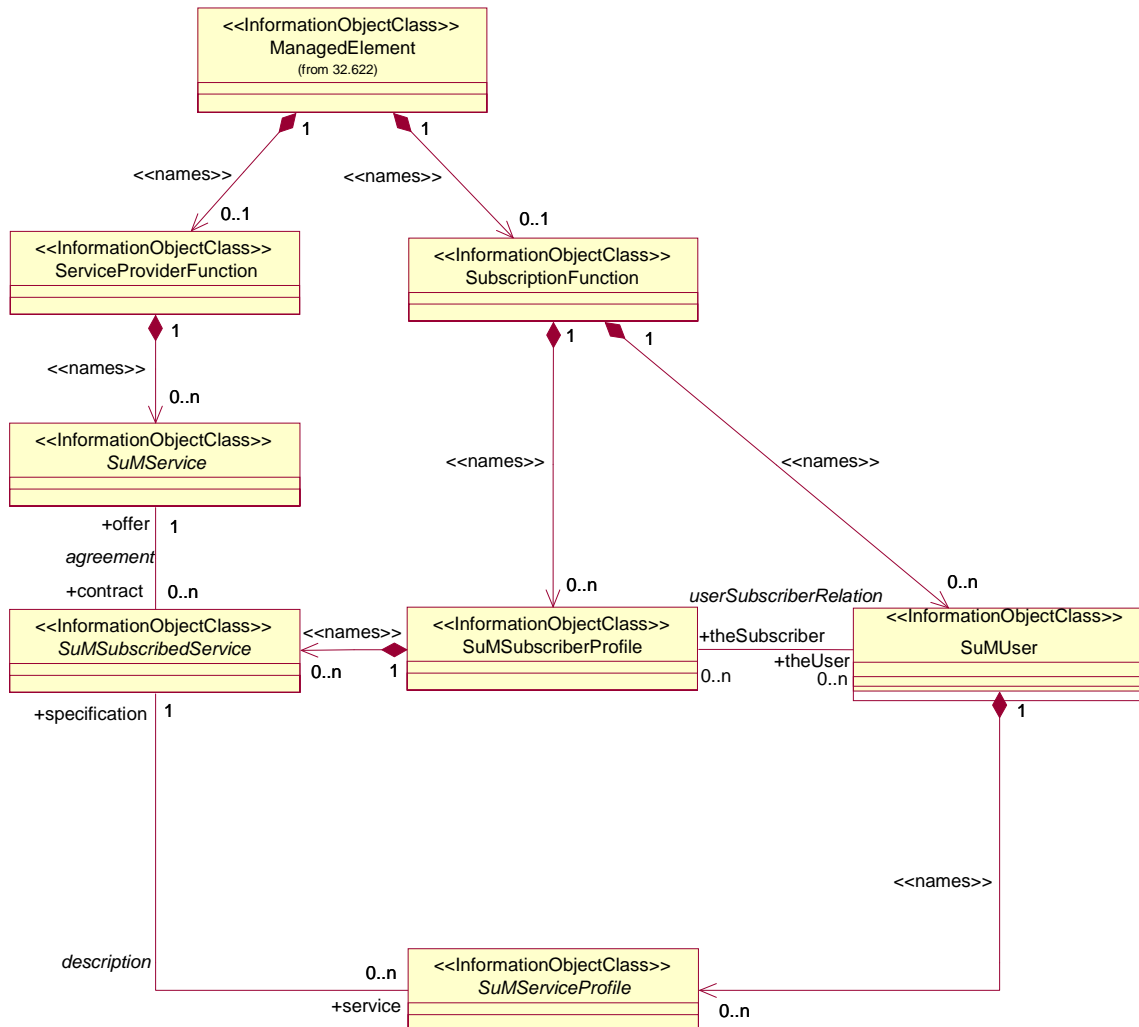 <<InformationObjectClass>>
ManagedElement
(from 32.622)
1
1
<<names>>
<<names>>
0..1
0..1
<<InformationObjectClass>>
ServiceProviderFunction
<<InformationObjectClass>>
SubscriptionFunction
1
1
1
<<names>>
0..n
<<InformationObjectClass>>
SuMService
<<names>>
<<names>>
+offer
1
agreement
+contract
0..n
0..n
0..n
userSubscriberRelation
<<InformationObjectClass>>
SuMSubscribedService
<<names>>
0..n
1
<<InformationObjectClass>>
SuMSubscriberProfile
+theSubscriber
0..n
+theUser
0..n
<<InformationObjectClass>>
SuMUser
+specification
1
1
<<names>>
description
0..n
+service
<<InformationObjectClass>>
SuMServiceProfile
0..n